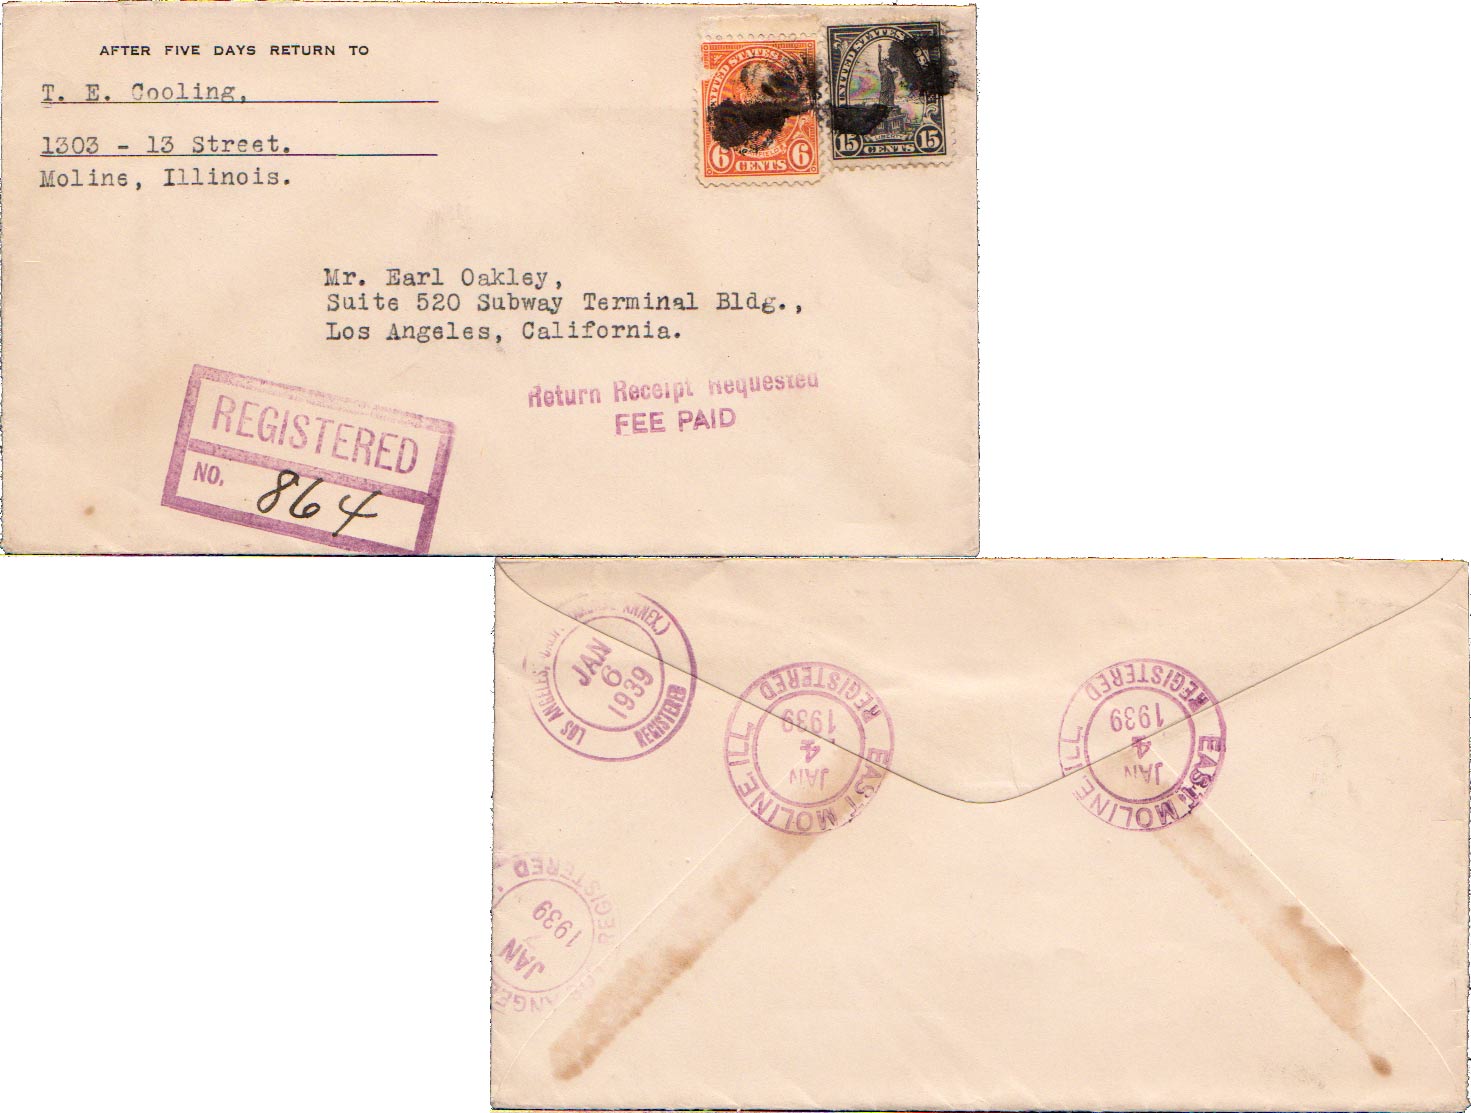 AFTER FIVE DAYS RETURN TO
T. E. Cooling,
1303 - 13 Street.
Moline, Illinois.
UNITED STATES
6 CENTS 6
UNITED STATES
LIBERTY
15 CENTS 15
Mr. Earl Oakley,
Suite 520 Subway Terminal Bldg.,
Los Angeles, California.
Return Receipt Requested
FEE PAID
REGISTERED
NO. 864
LOS ANGELES, ANNEX.)
JAN
6
1939
REGISTERED
EAST MOLINE, ILL.
JAN
4
1939
REGISTERED
EAST MOLINE, ILL.
JAN
4
1939
REGISTERED
REGISTERED
JAN
7
1939